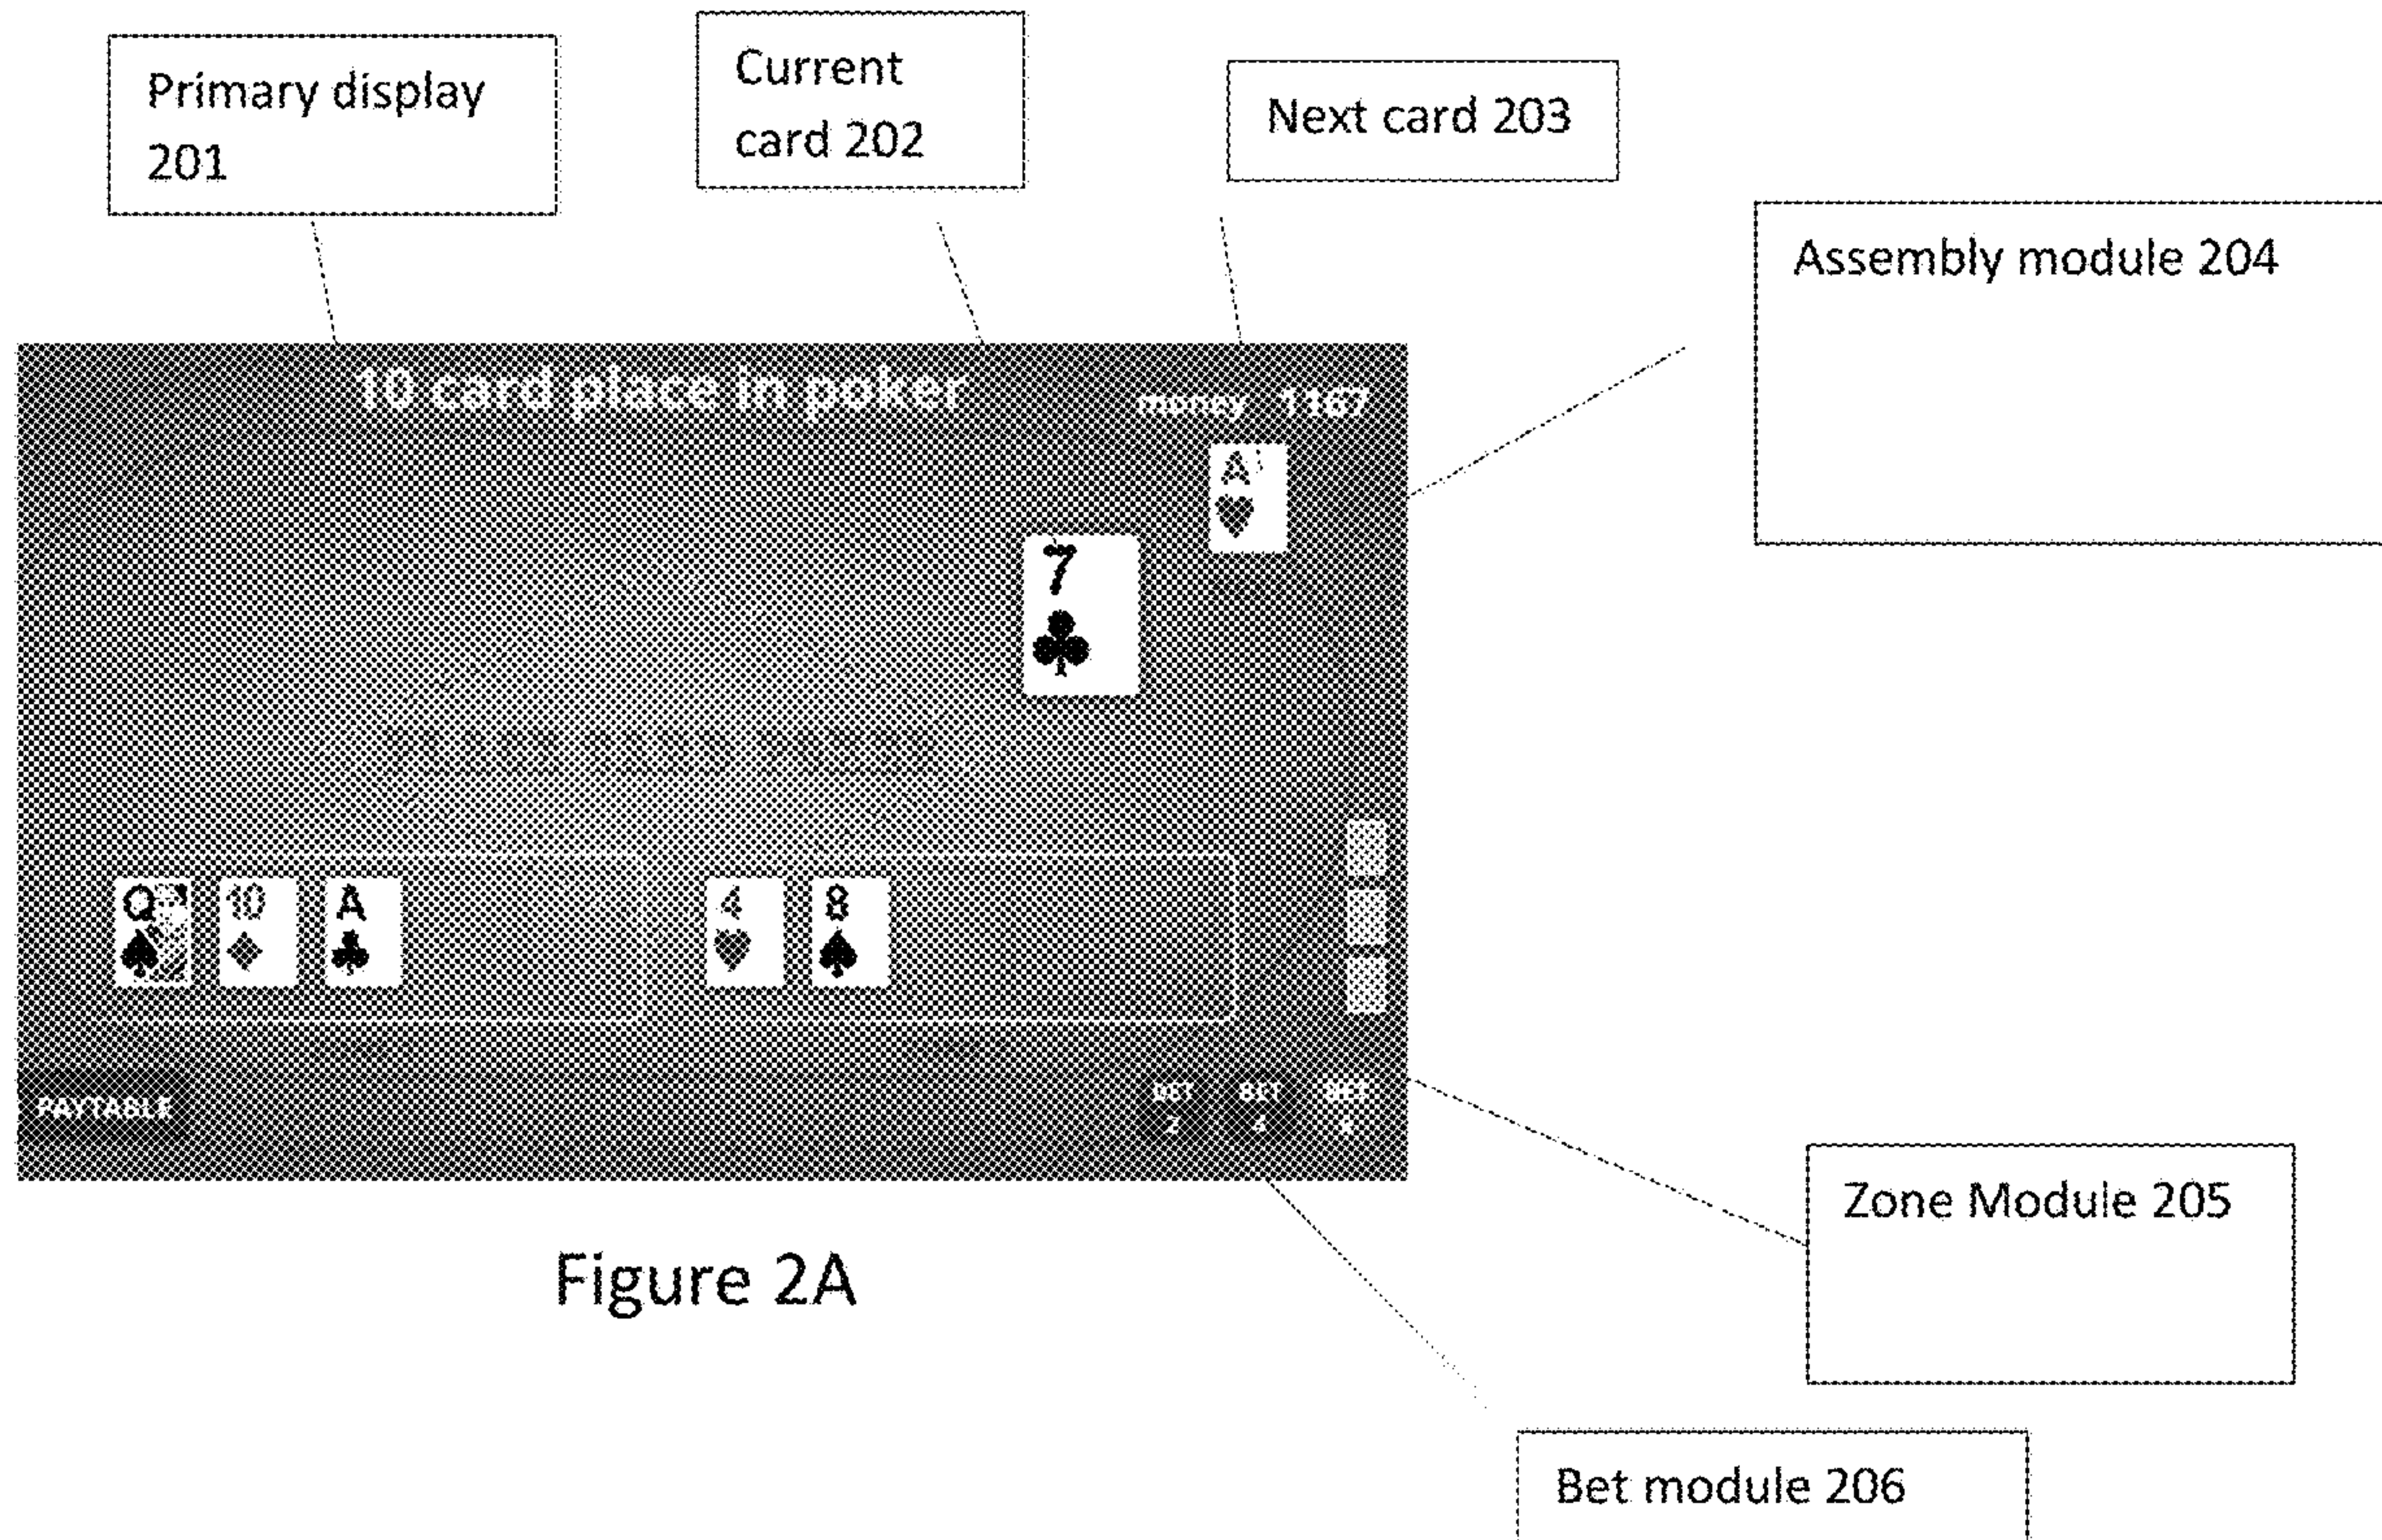 Primary display
201
Current
card 202
Next card 203
Assembly module 204
10 card place in poker
money 1167
A
7
Q
10
A
4
8
PAYTABLE
BET
2
BET
BET
Figure 2A
Zone Module 205
Bet module 206